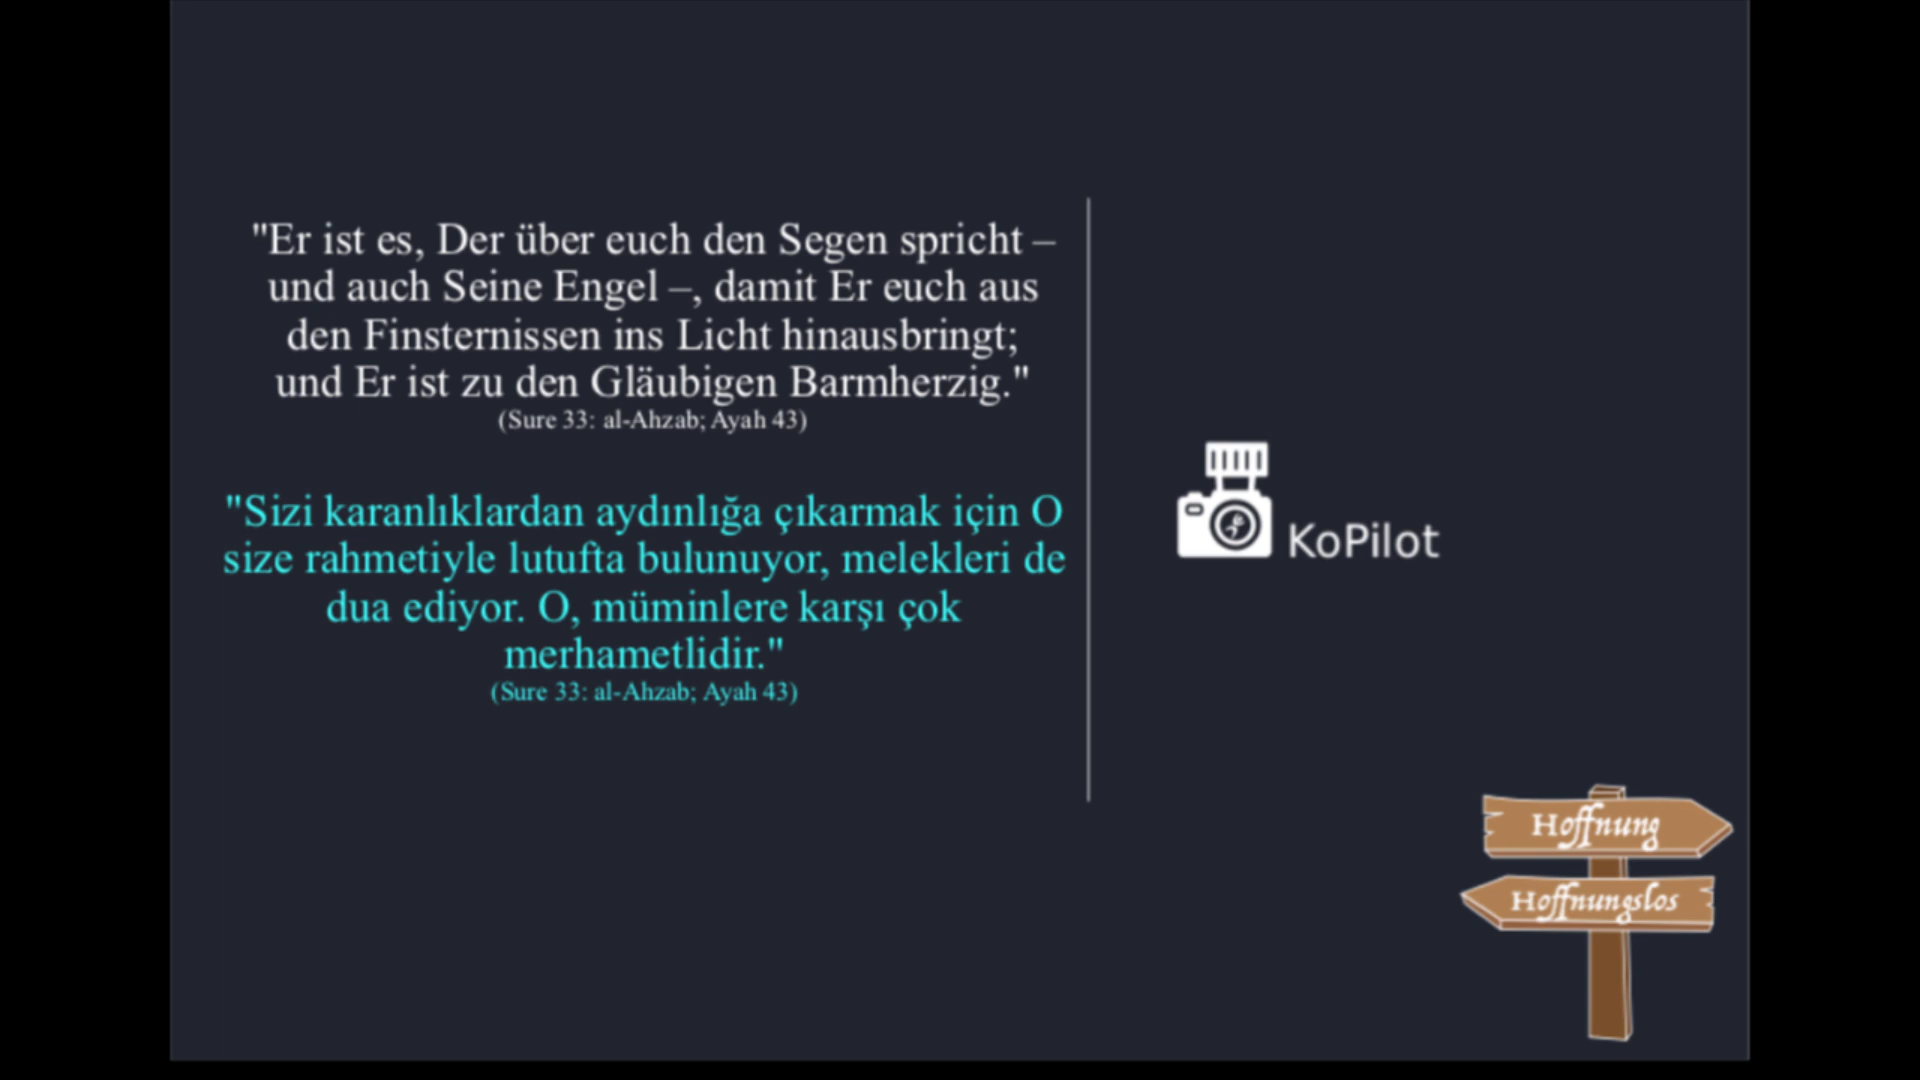 "Er ist es, Der über euch den Segen spricht –
und auch Seine Engel –, damit Er euch aus
den Finsternissen ins Licht hinausbringt;
und Er ist zu den Gläubigen Barmherzig."
(Sure 33: al-Ahzab; Ayah 43)
"Sizi karanlıklardan aydınlığa çıkarmak için O
size rahmetiyle lutufta bulunuyor, melekleri de
dua ediyor. O, müminlere karşı çok
merhametlidir."
(Sure 33: al-Ahzab; Ayah 43)
KoPilot
Hoffnung
Hoffnungslos